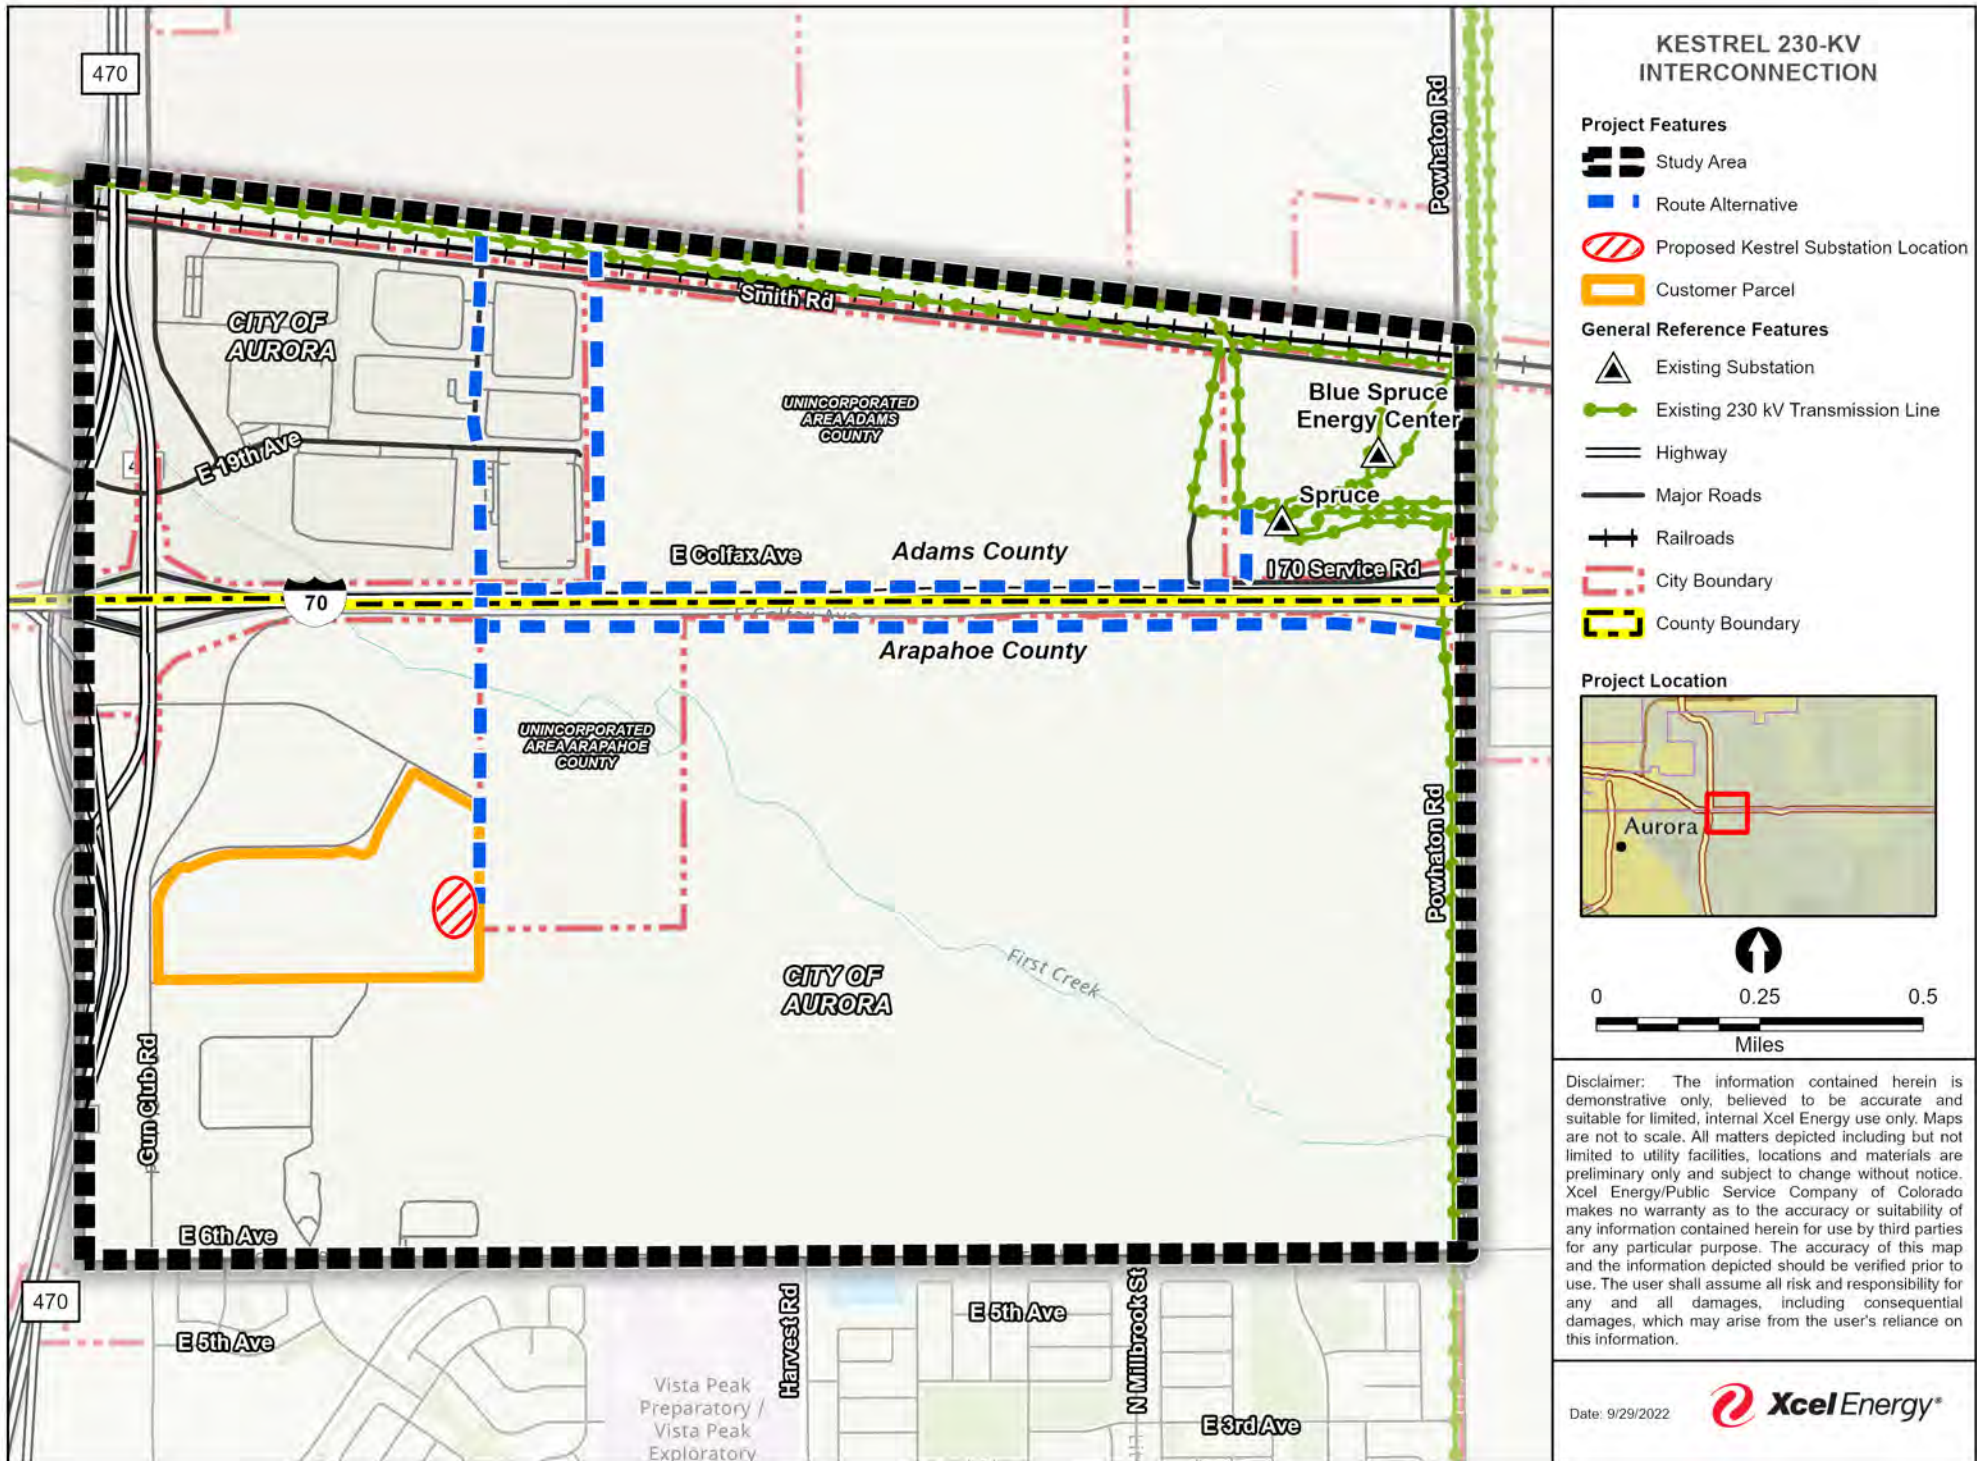 470
Powhaton Rd
Smith Rd
CITY OF
AURORA
UNINCORPORATED
AREA ADAMS
COUNTY
Blue Spruce
Energy Center
E 19th Ave
Spruce
E Colfax Ave
Adams County
I 70 Service Rd
70
E Colfax Ave
Arapahoe County
UNINCORPORATED
AREA ARAPAHOE
COUNTY
Powhaton Rd
CITY OF
AURORA
First Creek
Gun Club Rd
E 6th Ave
470
E 5th Ave
Harvest Rd
E 5th Ave
N Millbrook St
Vista Peak
Preparatory /
Vista Peak
Exploratory
E 3rd Ave
KESTREL 230-KV
INTERCONNECTION
Project Features
Study Area
Route Alternative
Proposed Kestrel Substation Location
Customer Parcel
General Reference Features
Existing Substation
Existing 230 kV Transmission Line
Highway
Major Roads
Railroads
City Boundary
County Boundary
Project Location
Aurora
0 0.25 0.5
Miles
Disclaimer: The information contained herein is
demonstrative only, believed to be accurate and
suitable for limited, internal Xcel Energy use only. Maps
are not to scale. All matters depicted including but not
limited to utility facilities, locations and materials are
preliminary only and subject to change without notice.
Xcel Energy/Public Service Company of Colorado
makes no warranty as to the accuracy or suitability of
any information contained herein for use by third parties
for any particular purpose. The accuracy of this map
and the information depicted should be verified prior to
use. The user shall assume all risk and responsibility for
any and all damages, including consequential
damages, which may arise from the user's reliance on
this information.
Date: 9/29/2022
Xcel Energy®